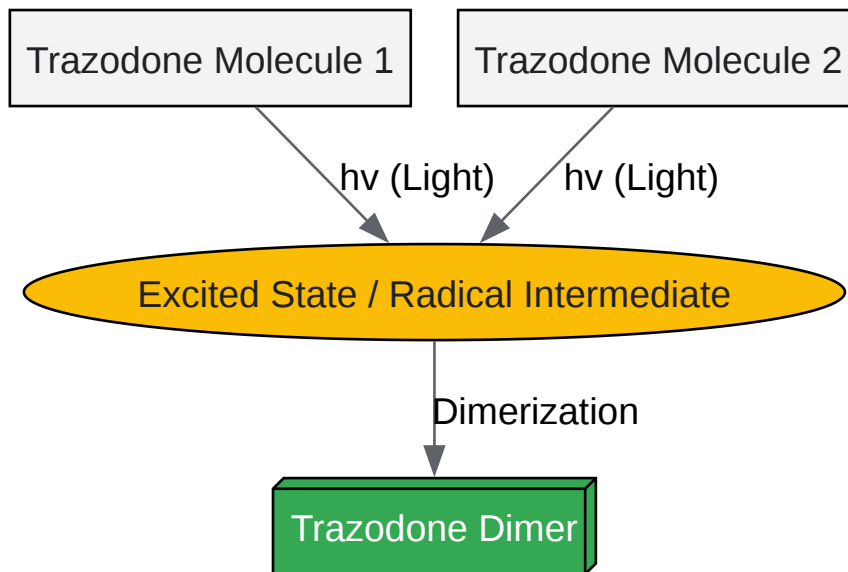 Trazodone Molecule 1
Trazodone Molecule 2
hv (Light)
hv (Light)
Excited State / Radical Intermediate
Dimerization
Trazodone Dimer